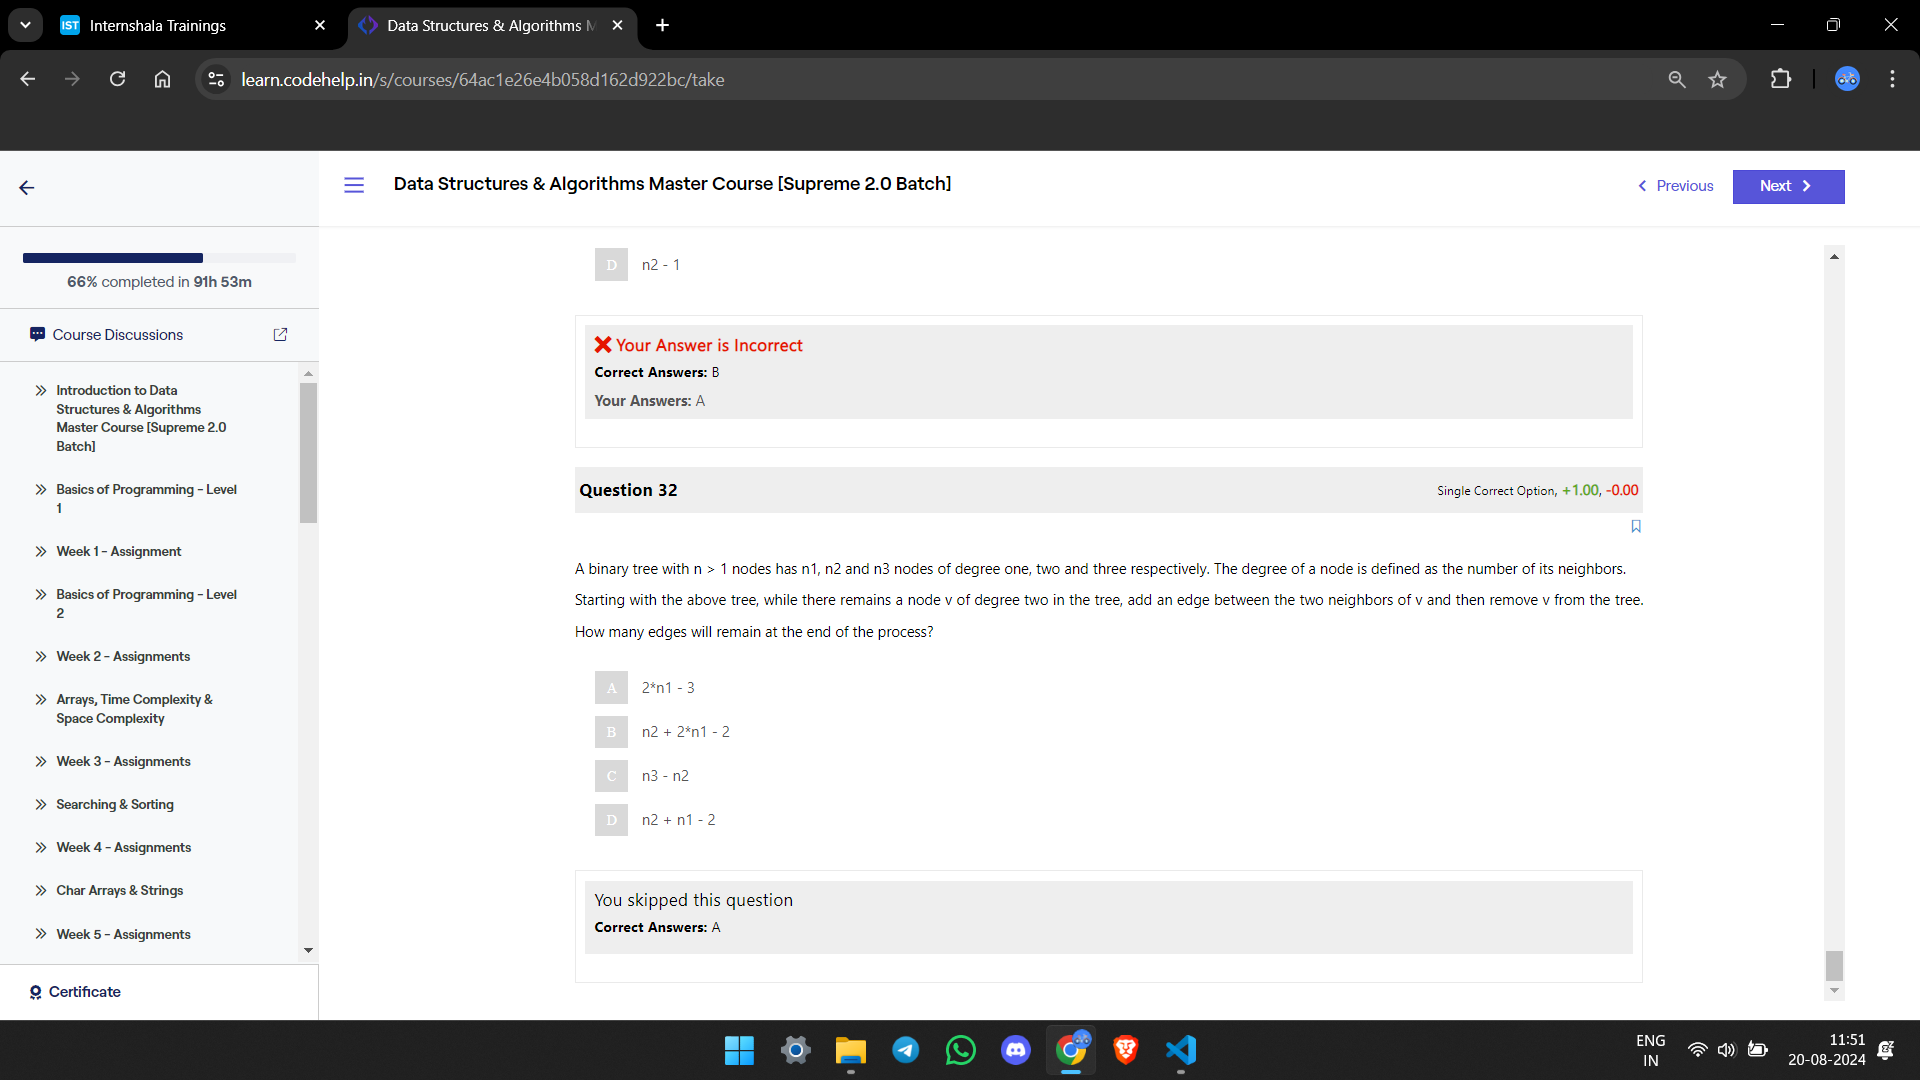 IST Internshala Trainings
Data Structures & Algorithms M
learn.codehelp.in/s/courses/64ac1e26e4b058d162d922bc/take
Data Structures & Algorithms Master Course [Supreme 2.0 Batch]
Previous
Next
66% completed in 91h 53m
Course Discussions
Introduction to Data
Structures & Algorithms
Master Course [Supreme 2.0
Batch]
Basics of Programming - Level
1
Week 1 - Assignment
Basics of Programming - Level
2
Week 2 - Assignments
Arrays, Time Complexity &
Space Complexity
Week 3 - Assignments
Searching & Sorting
Week 4 - Assignments
Char Arrays & Strings
Week 5 - Assignments
Certificate
D n2 - 1
Your Answer is Incorrect
Correct Answers: B
Your Answers: A
Question 32
Single Correct Option, +1.00, -0.00
A binary tree with n > 1 nodes has n1, n2 and n3 nodes of degree one, two and three respectively. The degree of a node is defined as the number of its neighbors.
Starting with the above tree, while there remains a node v of degree two in the tree, add an edge between the two neighbors of v and then remove v from the tree.
How many edges will remain at the end of the process?
A 2*n1 - 3
B n2 + 2*n1 - 2
C n3 - n2
D n2 + n1 - 2
You skipped this question
Correct Answers: A
ENG
IN
11:51
20-08-2024